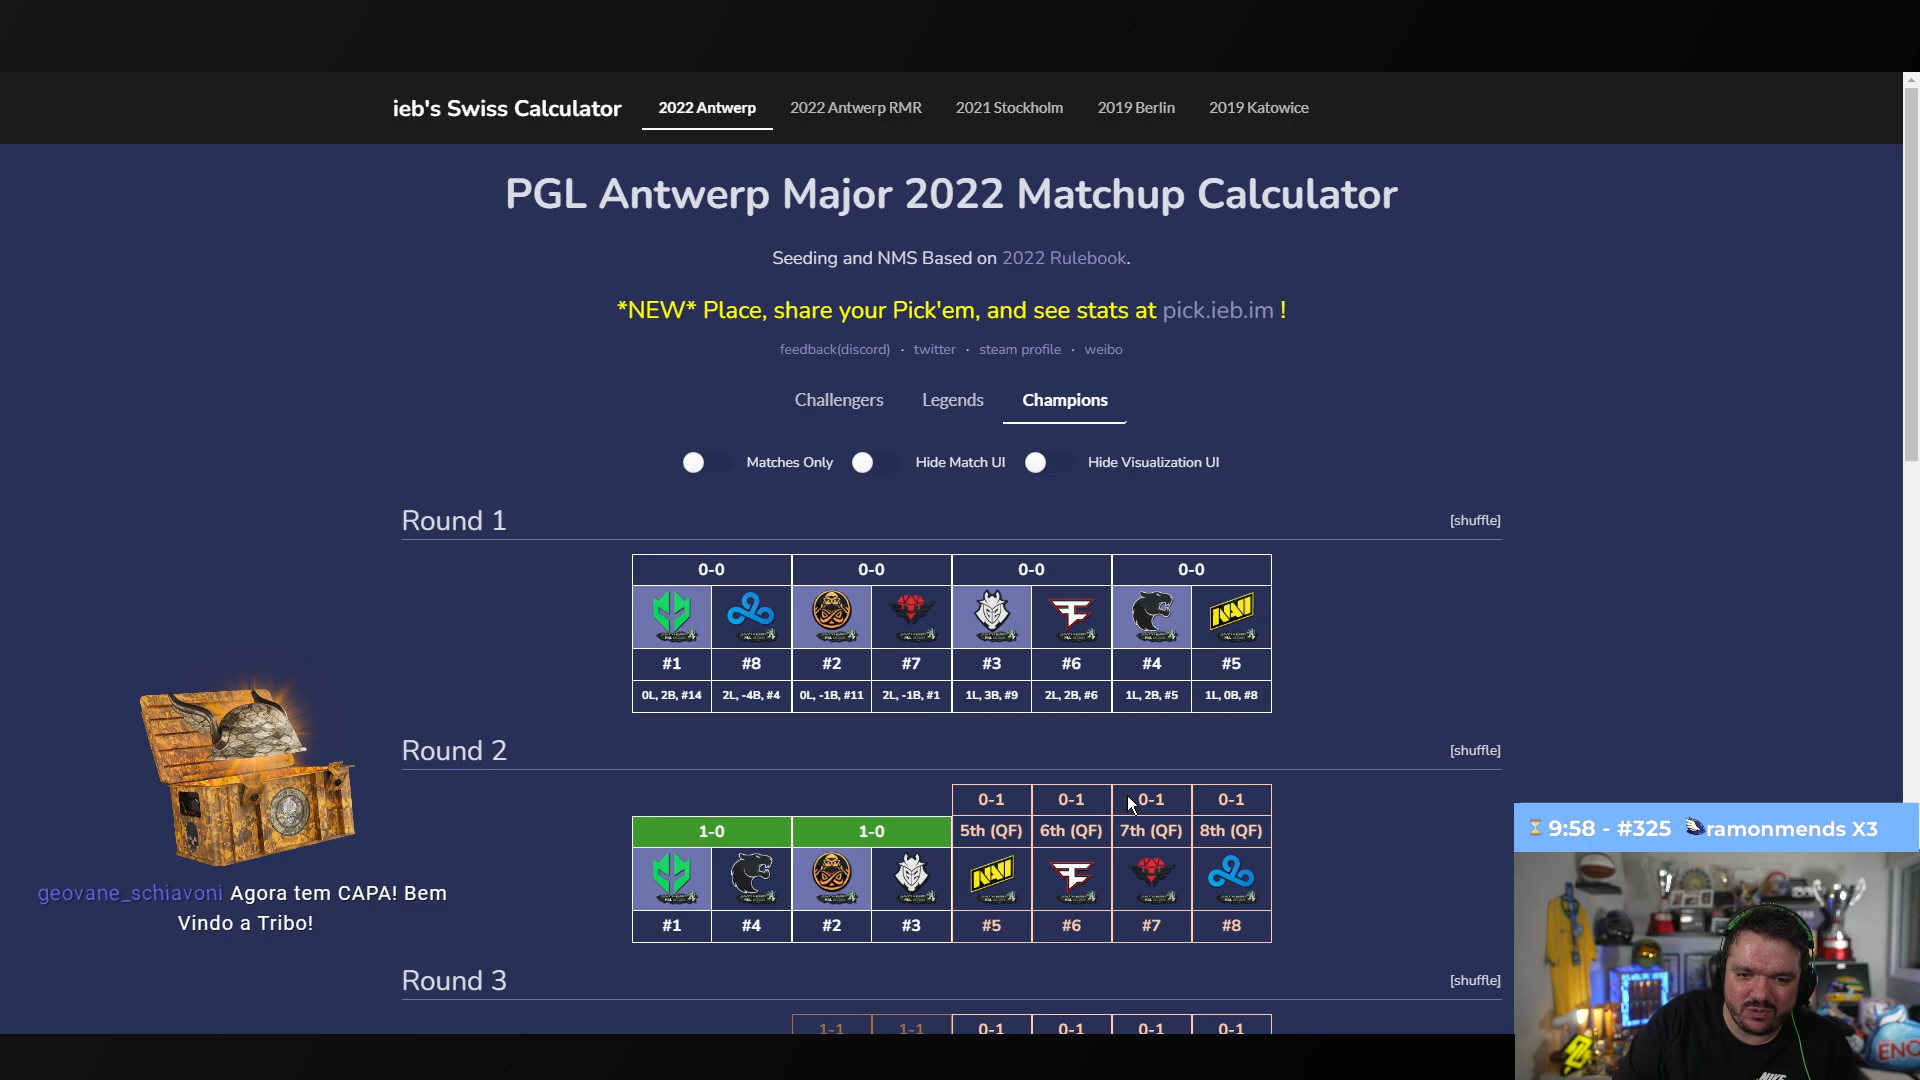 ieb's Swiss Calculator 2022 Antwerp 2022 Antwerp RMR 2021 Stockholm 2019 Berlin 2019 Katowice
PGL Antwerp Major 2022 Matchup Calculator
Seeding and NMS Based on 2022 Rulebook.
*NEW* Place, share your Pick'em, and see stats at pick.ieb.im !
feedback(discord) · twitter · steam profile · weibo
Challengers Legends Champions
Matches Only Hide Match UI Hide Visualization UI
Round 1 [shuffle]
0-0 0-0 0-0 0-0
#1 #8 #2 #7 #3 #6 #4 #5
0L, 2B, #14 2L, -4B, #4 0L, -1B, #11 2L, -1B, #1 1L, 3B, #9 2L, 2B, #6 1L, 2B, #5 1L, 0B, #8
Round 2 [shuffle]
0-1 0-1 0-1 0-1
1-0 1-0 5th (QF) 6th (QF) 7th (QF) 8th (QF)
#1 #4 #2 #3 #5 #6 #7 #8
Round 3 [shuffle]
1-1 1-1 0-1 0-1 0-1 0-1
geovane_schiavoni Agora tem CAPA! Bem
Vindo a Tribo!
9:58 - #325 ramonmends X3